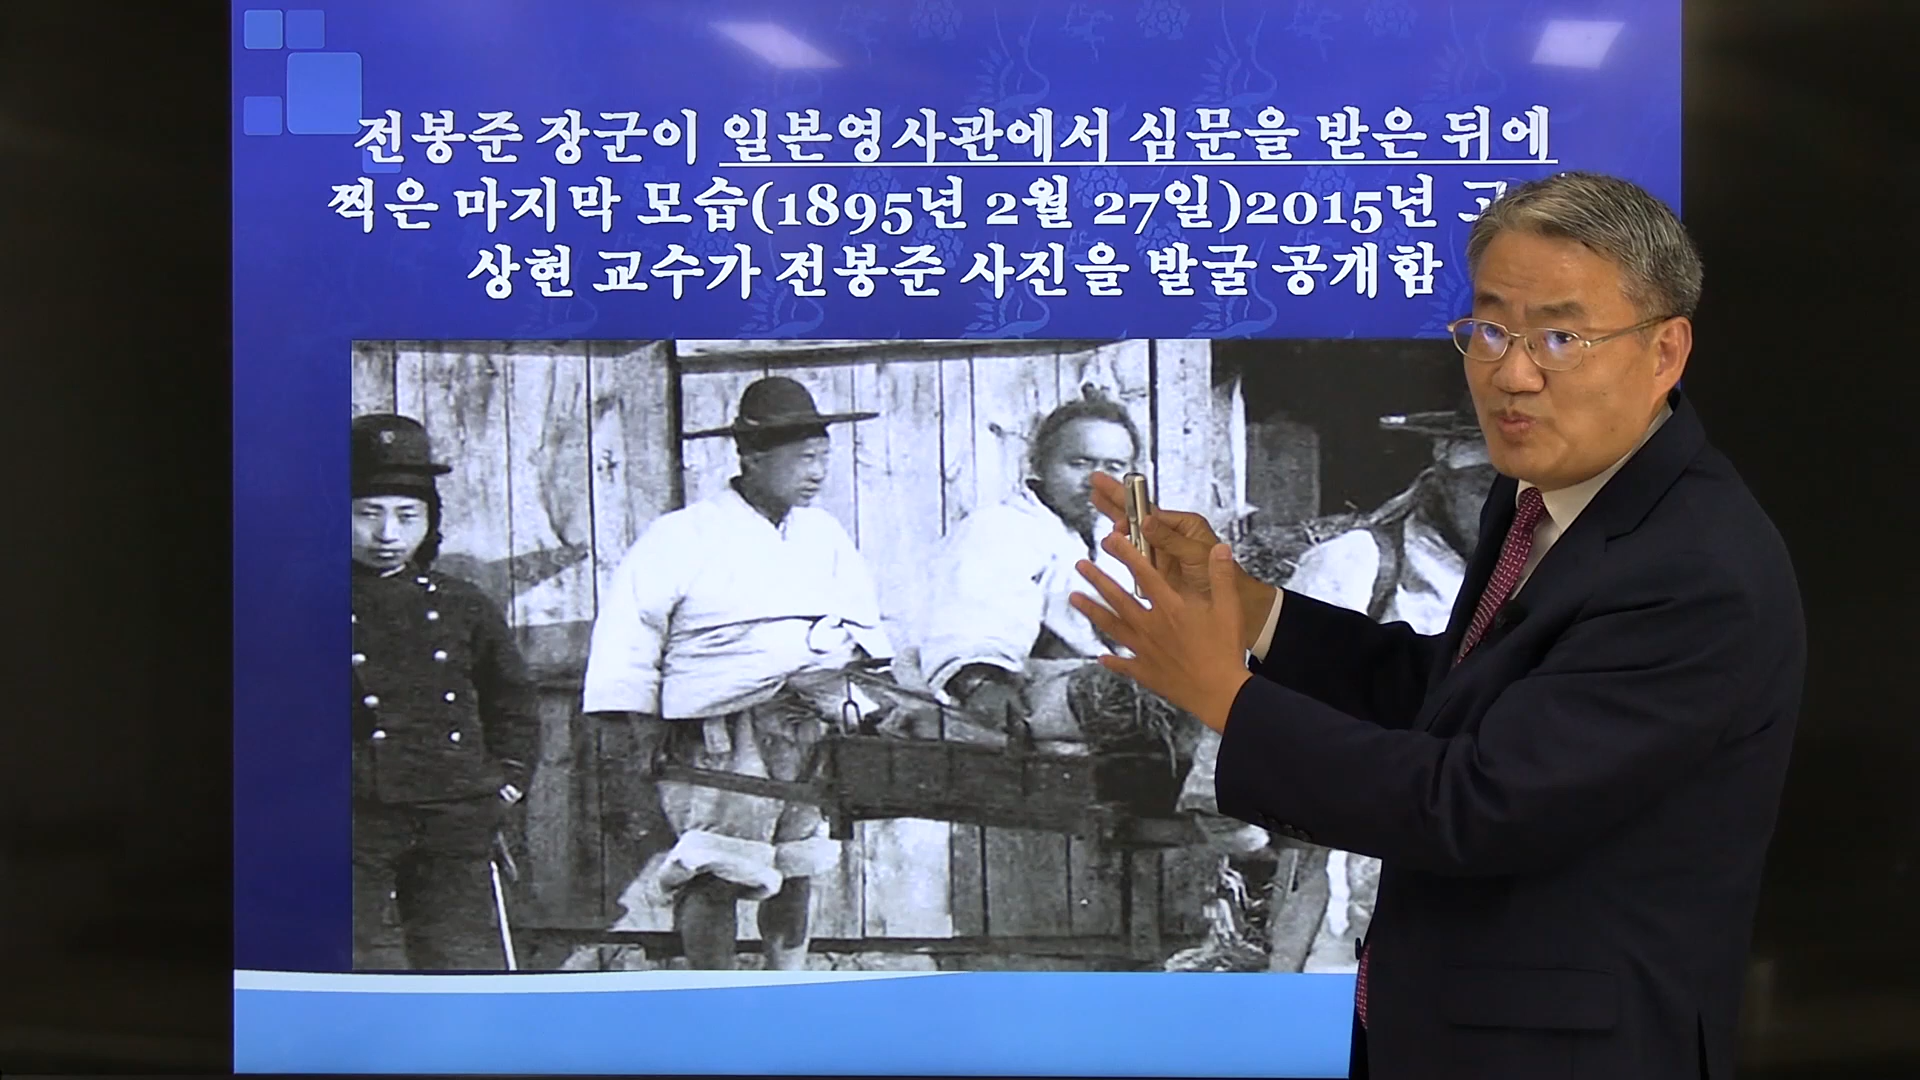 전봉준 장군이 일본영사관에서 심문을 받은 뒤에
찍은 마지막 모습(1895년 2월 27일)2015년
상현 교수가 전봉준 사진을 발굴 공개함